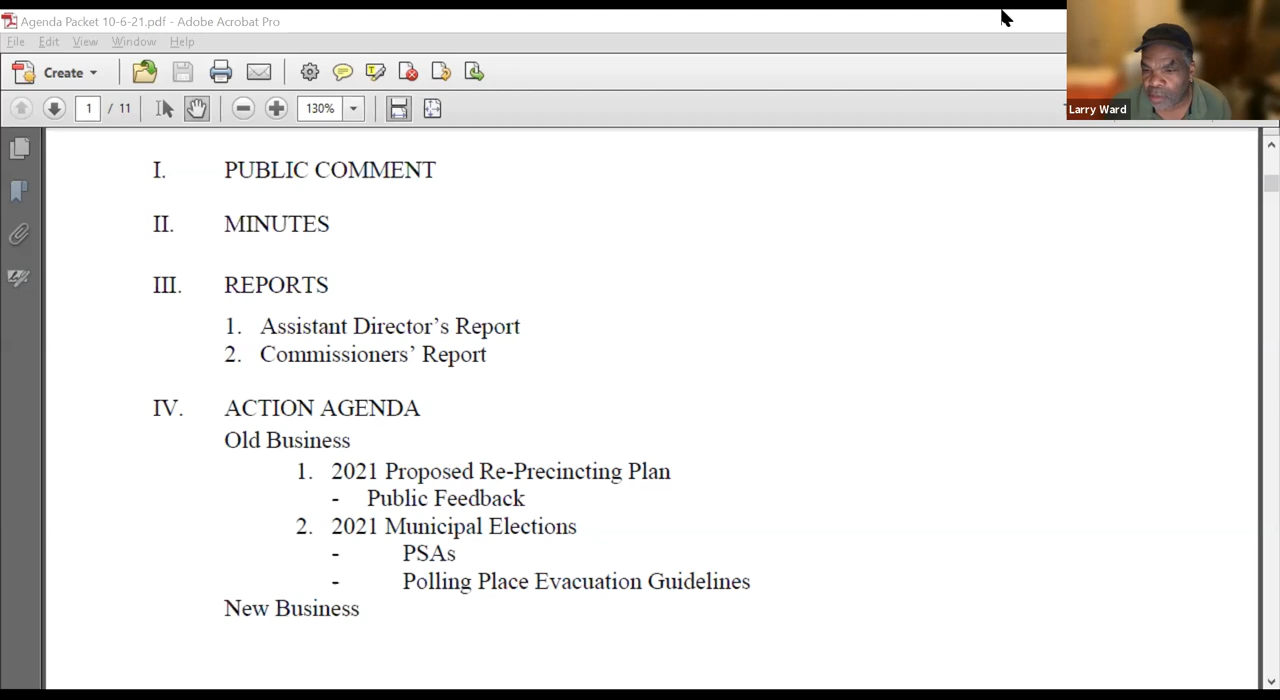 Agenda Packet 10-6-21.pdf - Adobe Acrobat Pro
File Edit View Window Help
Create
1 / 11 130%
Larry Ward
I. PUBLIC COMMENT
II. MINUTES
III. REPORTS
1. Assistant Director’s Report
2. Commissioners’ Report
IV. ACTION AGENDA
Old Business
1. 2021 Proposed Re-Precincting Plan
- Public Feedback
2. 2021 Municipal Elections
- PSAs
- Polling Place Evacuation Guidelines
New Business